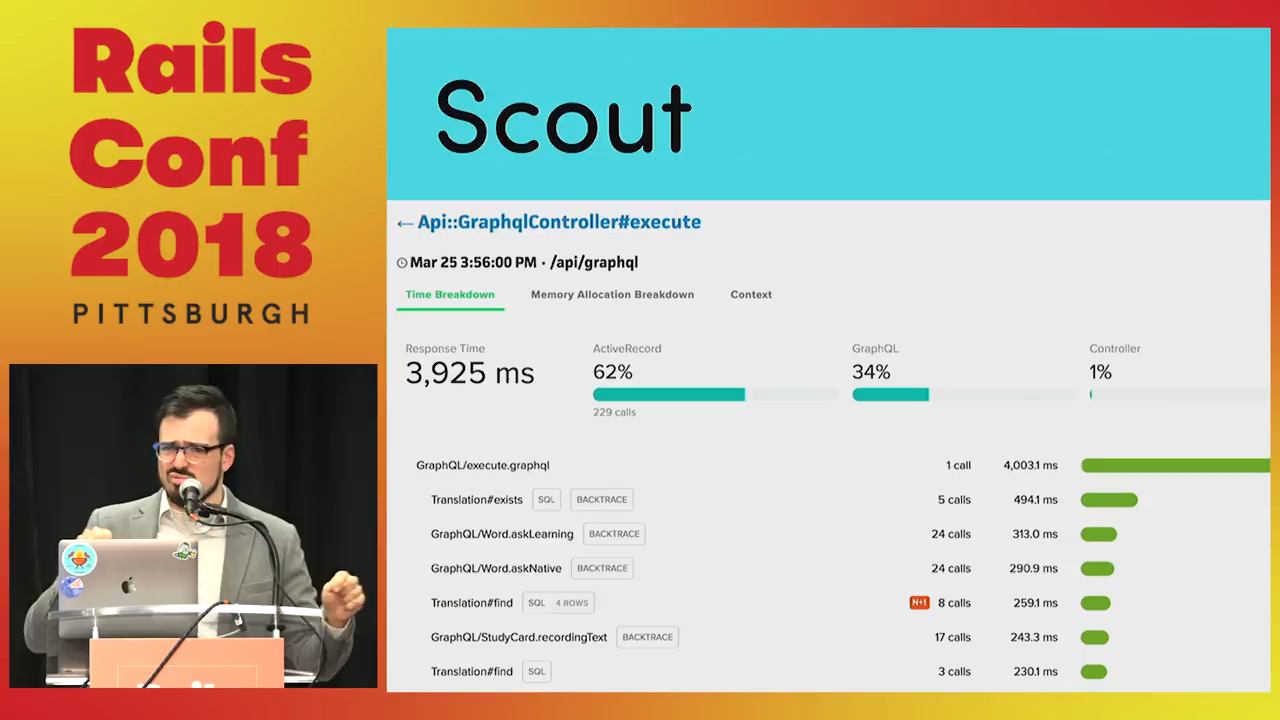 Rails
Conf
2018
PITTSBURGH
Scout
← Api::GraphqlController#execute
Mar 25 3:56:00 PM · /api/graphql
Time Breakdown Memory Allocation Breakdown Context
Response Time ActiveRecord GraphQL Controller
3,925 ms 62% 34% 1%
229 calls
GraphQL/execute.graphql 1 call 4,003.1 ms
Translation#exists SQL BACKTRACE 5 calls 494.1 ms
GraphQL/Word.askLearning BACKTRACE 24 calls 313.0 ms
GraphQL/Word.askNative BACKTRACE 24 calls 290.9 ms
Translation#find SQL 4 ROWS N+1 8 calls 259.1 ms
GraphQL/StudyCard.recordingText BACKTRACE 17 calls 243.3 ms
Translation#find SQL 3 calls 230.1 ms